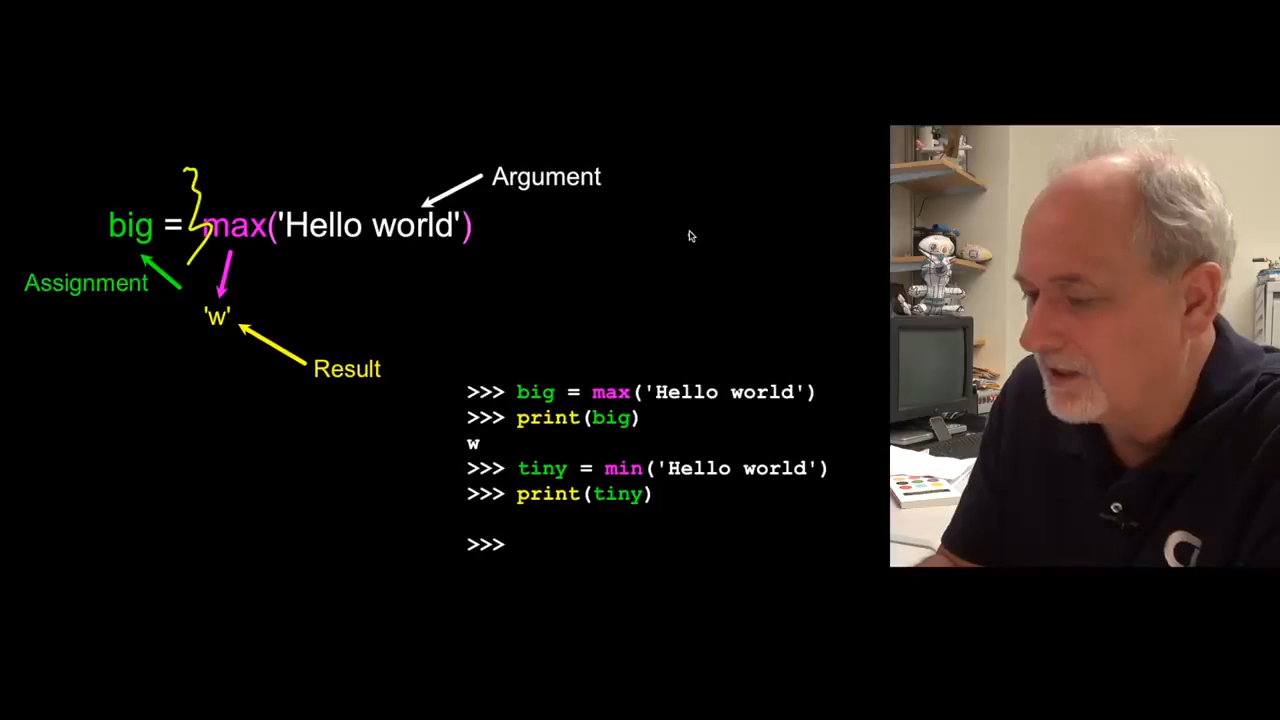 Argument
big = max('Hello world')
Assignment
'w'
Result
>>> big = max('Hello world')
>>> print(big)
w
>>> tiny = min('Hello world')
>>> print(tiny)
>>>